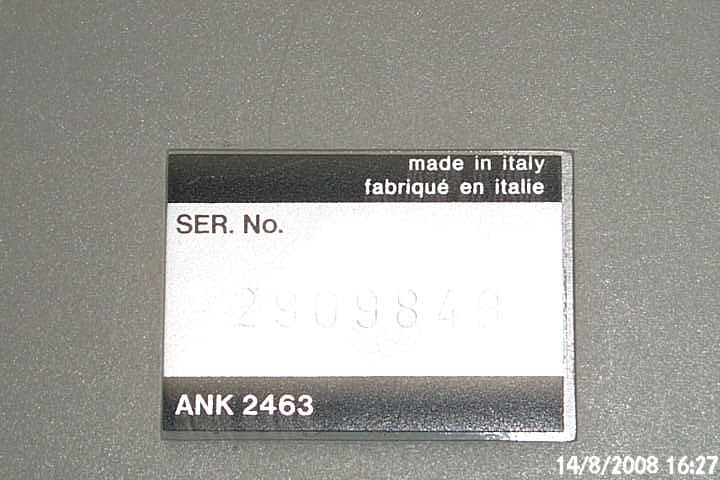 made in italy
fabriqué en italie
SER. No.
2909849
ANK 2463
14/8/2008 16:27